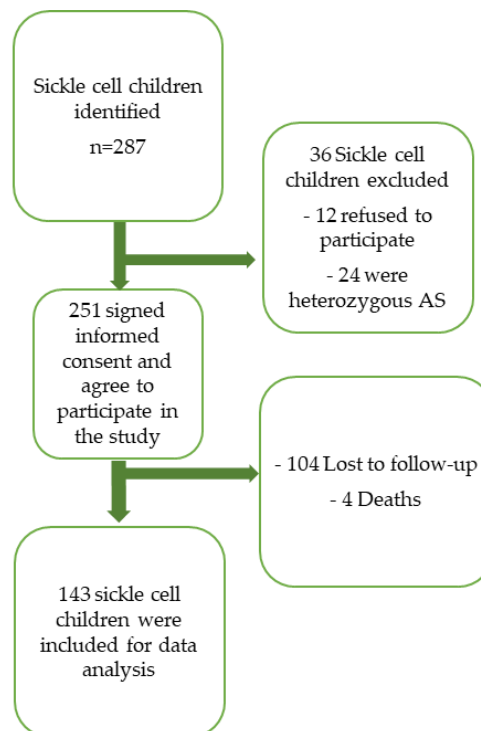 Sickle cell children
identified
n=287
36 Sickle cell
children excluded
- 12 refused to
participate
- 24 were
heterozygous AS
251 signed
informed
consent and
agree to
participate in
the study
- 104 Lost to follow-up
- 4 Deaths
143 sickle cell
children were
included for data
analysis